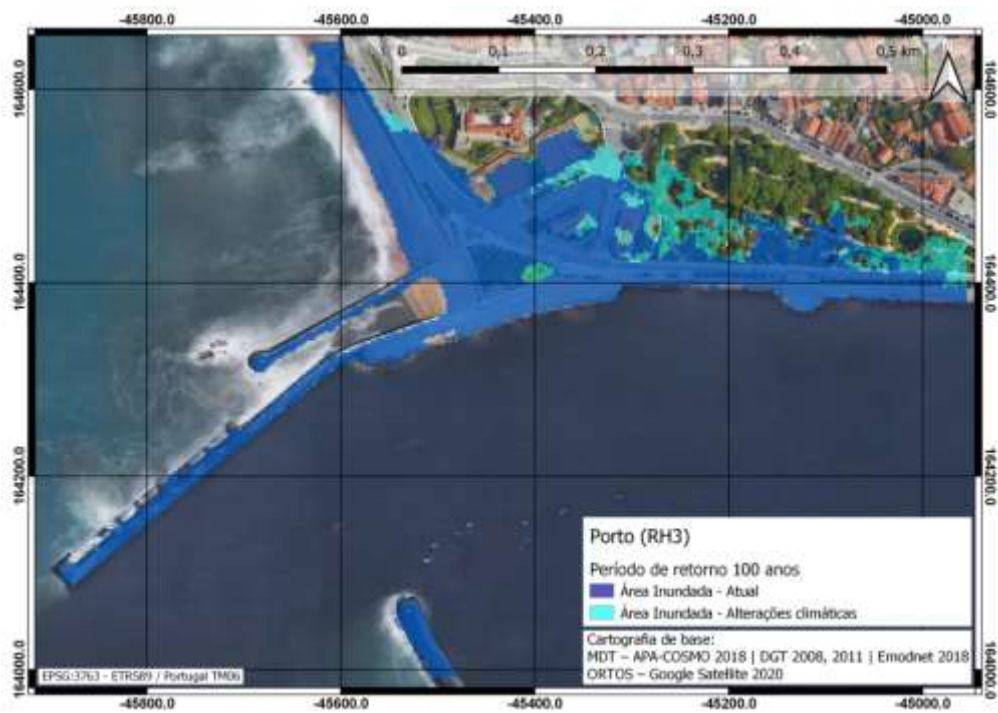 -45800.0 -45600.0 -45400.0 -45200.0 -45000.0
0 0,1 0,2 0,3 0,4 0,5 km
164600.0 164600.0
164400.0 164400.0
164200.0 164200.0
Porto (RH3)
Período de retorno 100 anos
Área Inundada - Atual
Área Inundada - Alterações climáticas
Cartografia de base:
MDT – APA-COSMO 2018 | DGT 2008, 2011 | Emodnet 2018
ORTOS – Google Satellite 2020
164000.0 164000.0
EPSG:3763 - ETRS89 / Portugal TM06
-45800.0 -45600.0 -45400.0 -45200.0 -45000.0